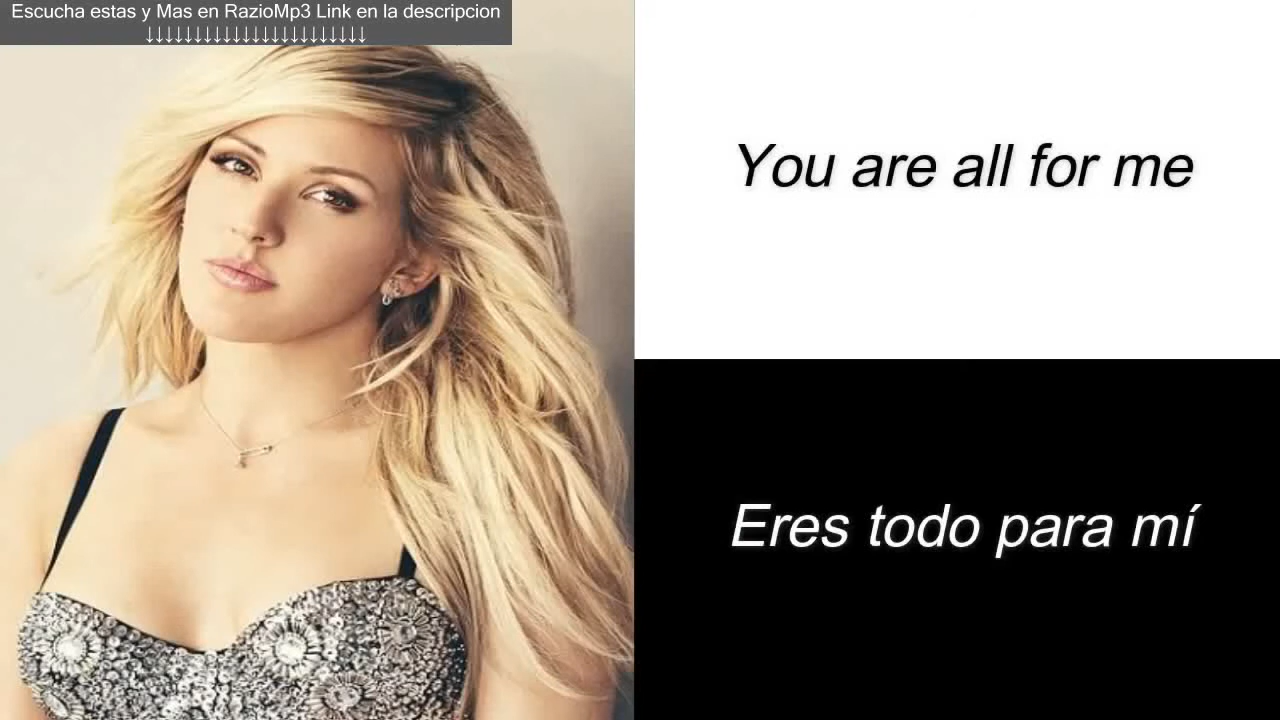 Escucha estas y Mas en RazioMp3 Link en la descripcion
↓↓↓↓↓↓↓↓↓↓↓↓↓↓↓↓↓↓↓↓↓↓↓
You are all for me
Eres todo para mí